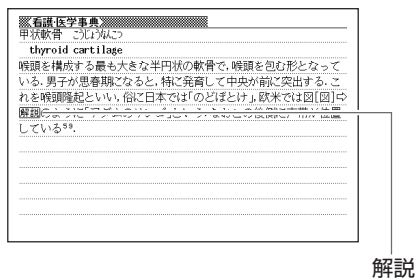 看護・医学事典
甲状軟骨 こうじょうなんこつ
thyroid cartilage
喉頭を構成する最も大きな半円状の軟骨で，喉頭を包む形となって
いる．男子が思春期になると，特に発育して中央が前に突出する．こ
れを喉頭隆起といい，俗に日本では「のどぼとけ」，欧米では図[図]⇨
解説
している⁵⁹．
解説